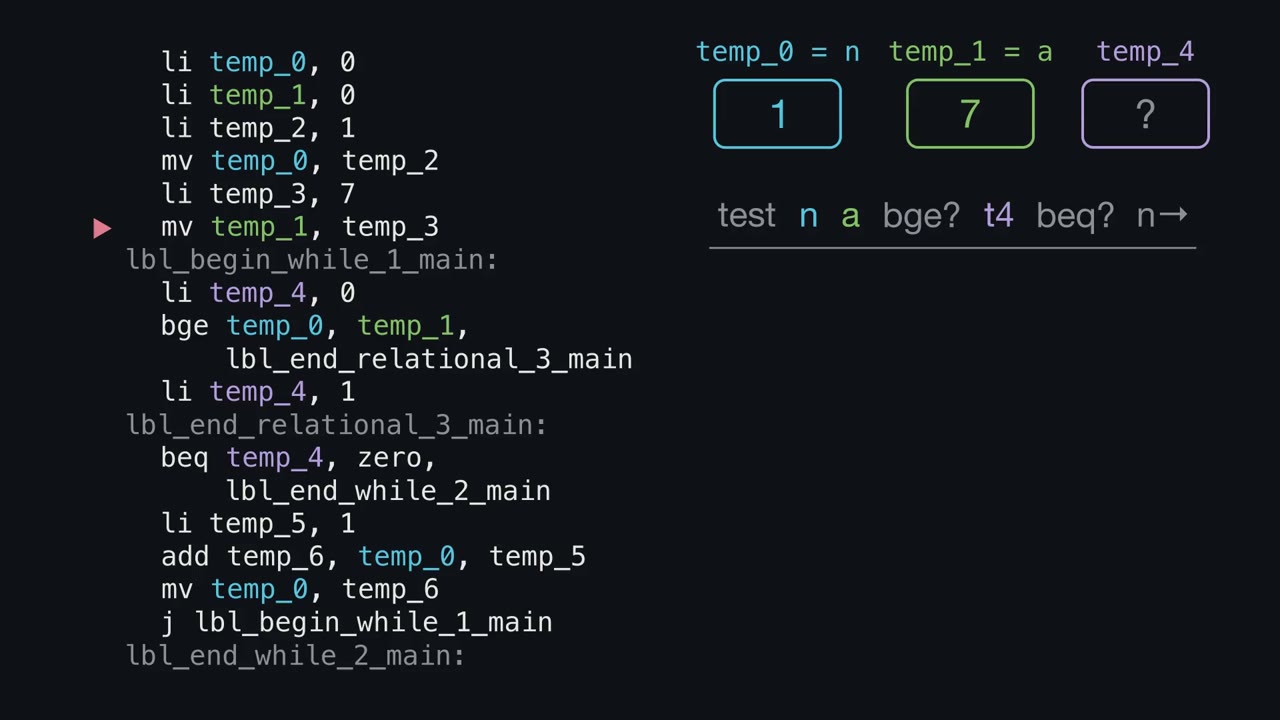 li temp_0, 0
li temp_1, 0
li temp_2, 1
mv temp_0, temp_2
li temp_3, 7
mv temp_1, temp_3
lbl_begin_while_1_main:
li temp_4, 0
bge temp_0, temp_1,
lbl_end_relational_3_main
li temp_4, 1
lbl_end_relational_3_main:
beq temp_4, zero,
lbl_end_while_2_main
li temp_5, 1
add temp_6, temp_0, temp_5
mv temp_0, temp_6
j lbl_begin_while_1_main
lbl_end_while_2_main:
temp_0 = n temp_1 = a temp_4
1 7 ?
test n a bge? t4 beq? n→